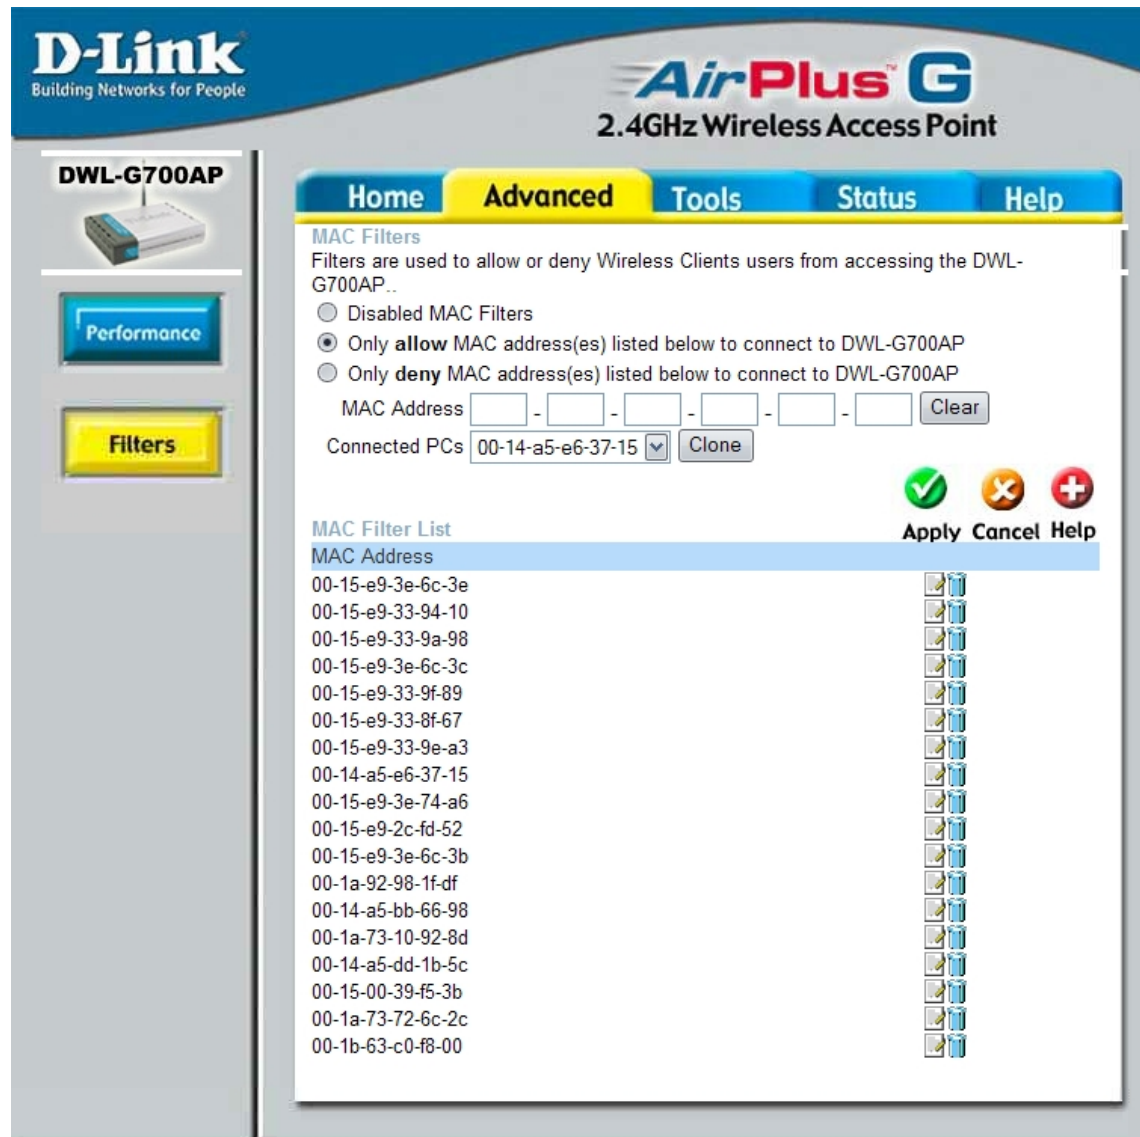 D-Link
Building Networks for People
AirPlus™ G
2.4GHz Wireless Access Point
DWL-G700AP
Home Advanced Tools Status Help
Performance
Filters
MAC Filters
Filters are used to allow or deny Wireless Clients users from accessing the DWL-
G700AP..
Disabled MAC Filters
Only allow MAC address(es) listed below to connect to DWL-G700AP
Only deny MAC address(es) listed below to connect to DWL-G700AP
MAC Address - - - - - Clear
Connected PCs 00-14-a5-e6-37-15 Clone
Apply Cancel Help
MAC Filter List
MAC Address
00-15-e9-3e-6c-3e
00-15-e9-33-94-10
00-15-e9-33-9a-98
00-15-e9-3e-6c-3c
00-15-e9-33-9f-89
00-15-e9-33-8f-67
00-15-e9-33-9e-a3
00-14-a5-e6-37-15
00-15-e9-3e-74-a6
00-15-e9-2c-fd-52
00-15-e9-3e-6c-3b
00-1a-92-98-1f-df
00-14-a5-bb-66-98
00-1a-73-10-92-8d
00-14-a5-dd-1b-5c
00-15-00-39-f5-3b
00-1a-73-72-6c-2c
00-1b-63-c0-f8-00